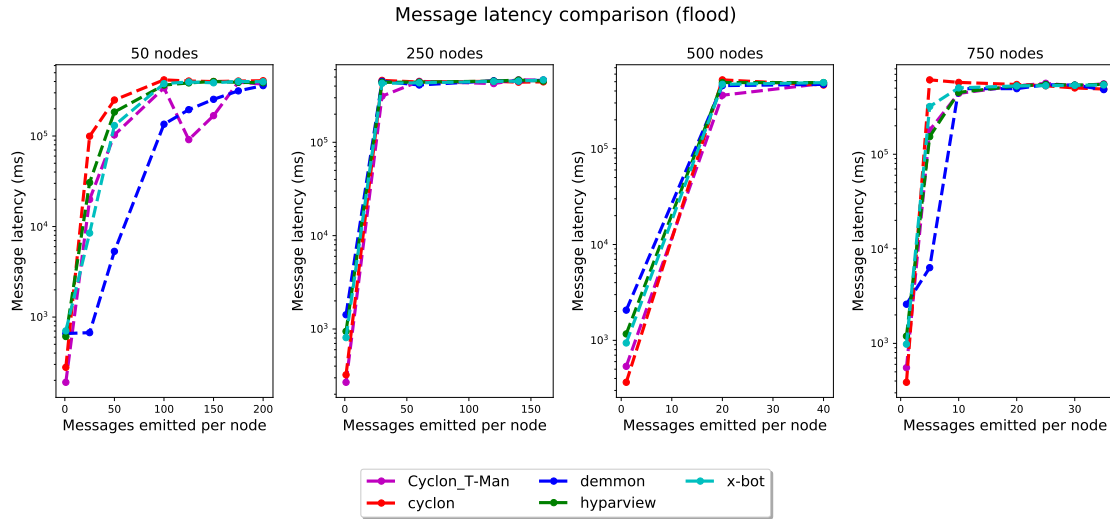 Message latency comparison (flood)
50 nodes
250 nodes
500 nodes
750 nodes
Message latency (ms)
10^5
10^4
10^3
0 50 100 150 200
Messages emitted per node
Message latency (ms)
10^5
10^4
10^3
0 50 100 150
Messages emitted per node
Message latency (ms)
10^5
10^4
10^3
0 10 20 30 40
Messages emitted per node
Message latency (ms)
10^5
10^4
10^3
0 10 20 30
Messages emitted per node
Cyclon_T-Man demmon x-bot
cyclon hyparview